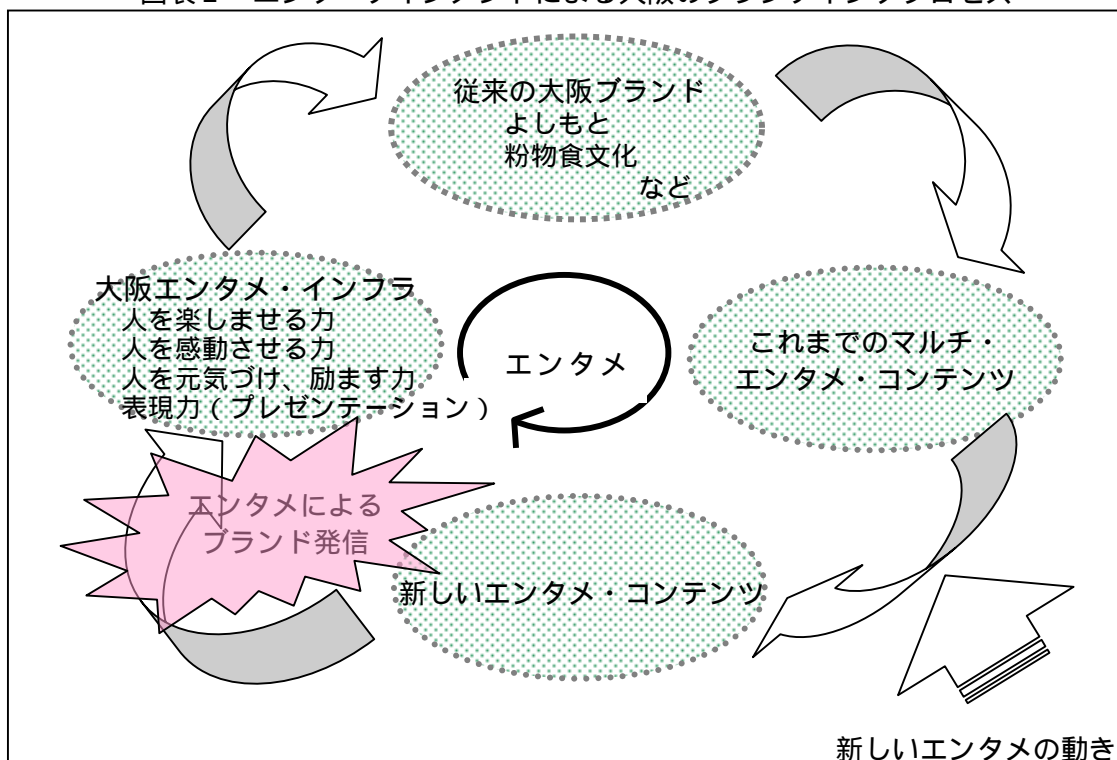 従来の大阪ブランド
よしもと
粉物食文化
など
大阪エンタメ・インフラ
人を楽しませる力
人を感動させる力
人を元気づけ、励ます力
表現力(プレゼンテーション)
エンタメ
これまでのマルチ・
エンタメ・コンテンツ
エンタメによる
ブランド発信
新しいエンタメ・コンテンツ
新しいエンタメの動き